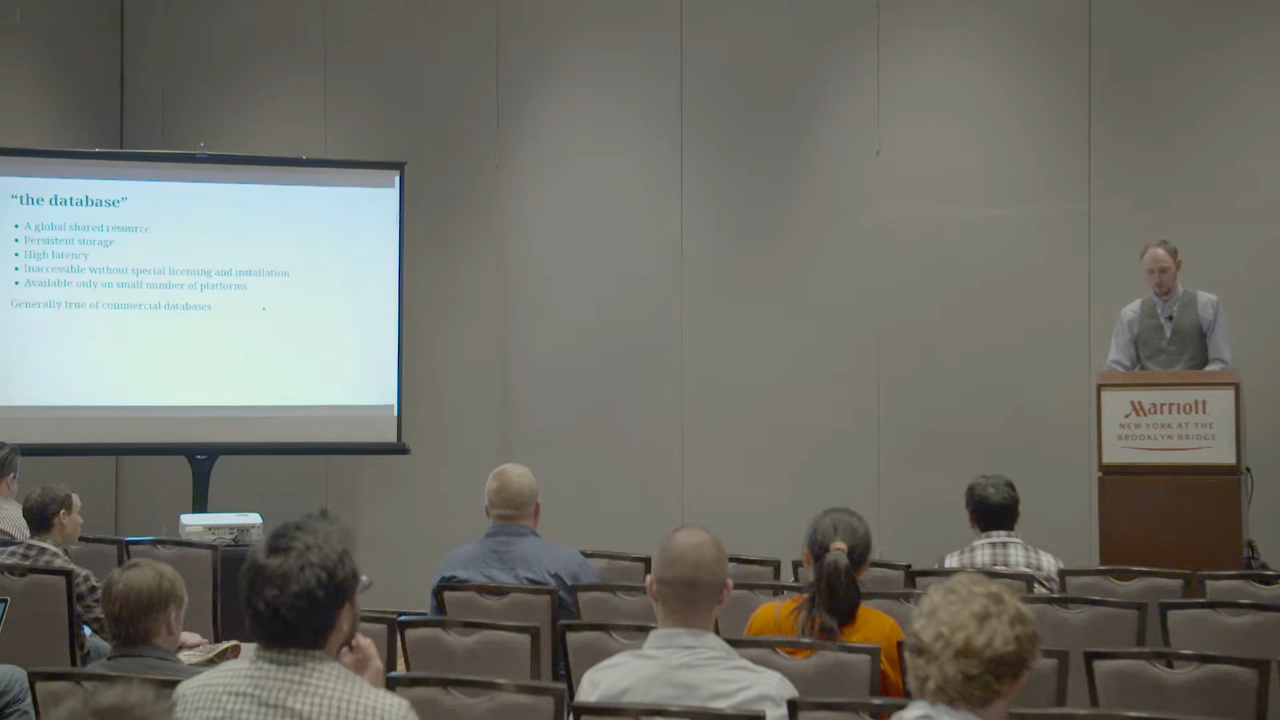 “the database”
• A global shared resource
• Persistent storage
• High latency
• Inaccessible without special licensing and installation
• Available only on small number of platforms
Generally true of commercial databases
Marriott
NEW YORK AT THE
BROOKLYN BRIDGE